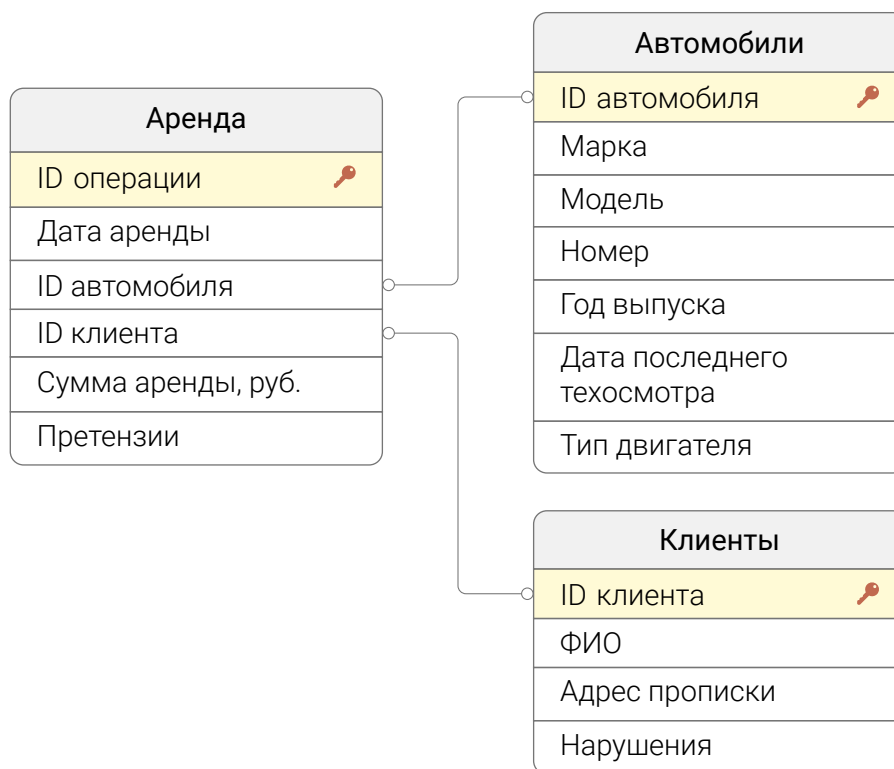 Аренда
ID операции
Дата аренды
ID автомобиля
ID клиента
Сумма аренды, руб.
Претензии
Автомобили
ID автомобиля
Марка
Модель
Номер
Год выпуска
Дата последнего
техосмотра
Тип двигателя
Клиенты
ID клиента
ФИО
Адрес прописки
Нарушения